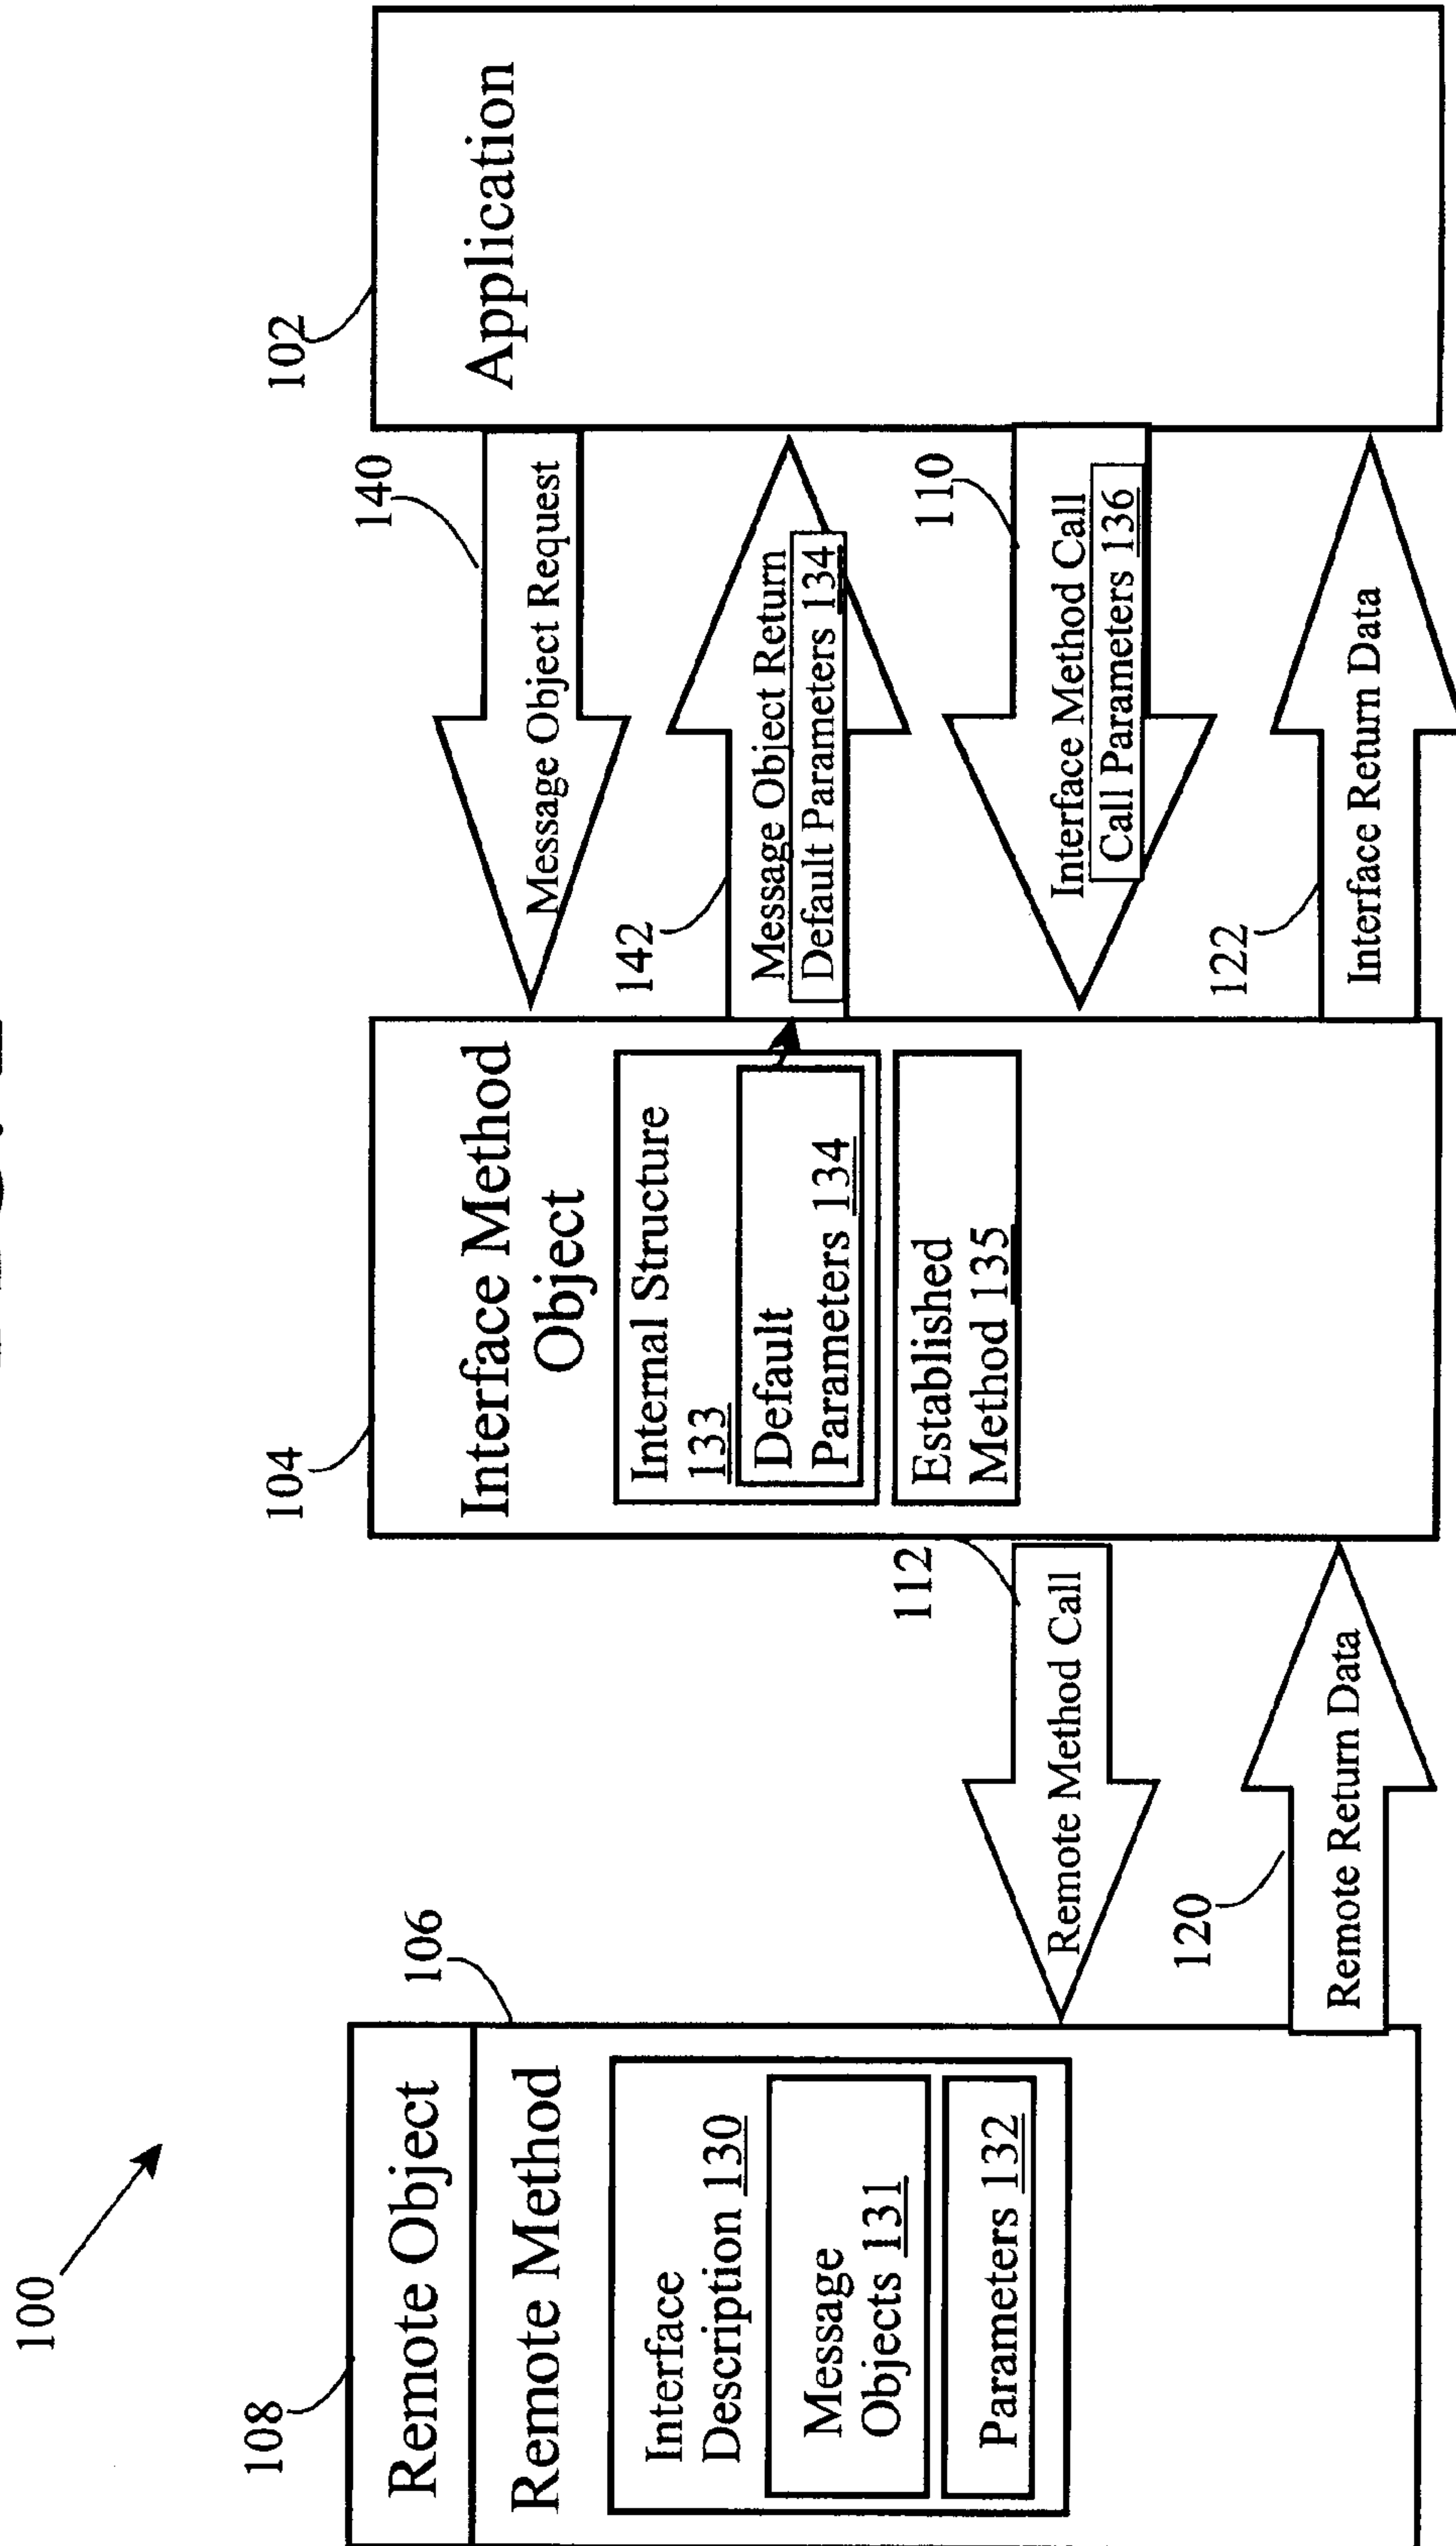 100
108
Remote Object
106
Remote Method
Interface
Description 130
Message
Objects 131
Parameters 132
112
Remote Method Call
120
Remote Return Data
104
Interface Method
Object
Internal Structure
133
Default
Parameters 134
Established
Method 135
140
Message Object Request
142
Message Object Return
Default Parameters 134
110
Interface Method Call
Call Parameters 136
122
Interface Return Data
102
Application